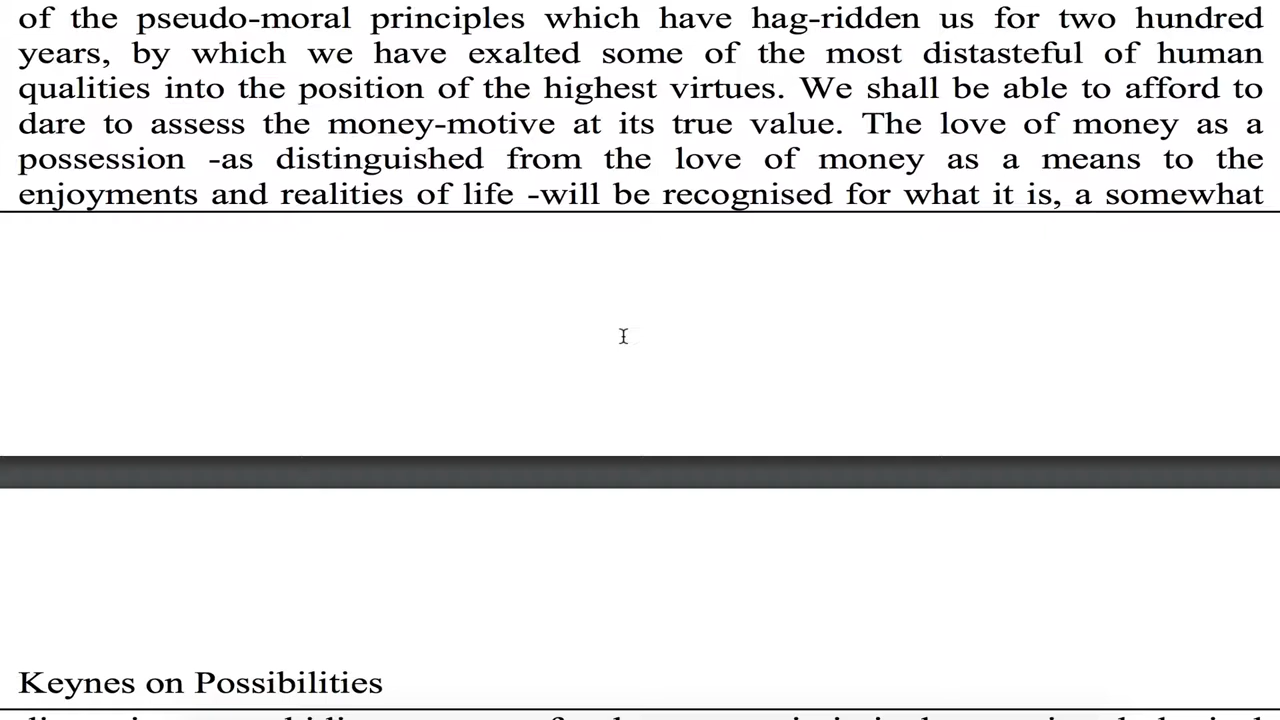 of the pseudo-moral principles which have hag-ridden us for two hundred
years, by which we have exalted some of the most distasteful of human
qualities into the position of the highest virtues. We shall be able to afford to
dare to assess the money-motive at its true value. The love of money as a
possession -as distinguished from the love of money as a means to the
enjoyments and realities of life -will be recognised for what it is, a somewhat
Keynes on Possibilities